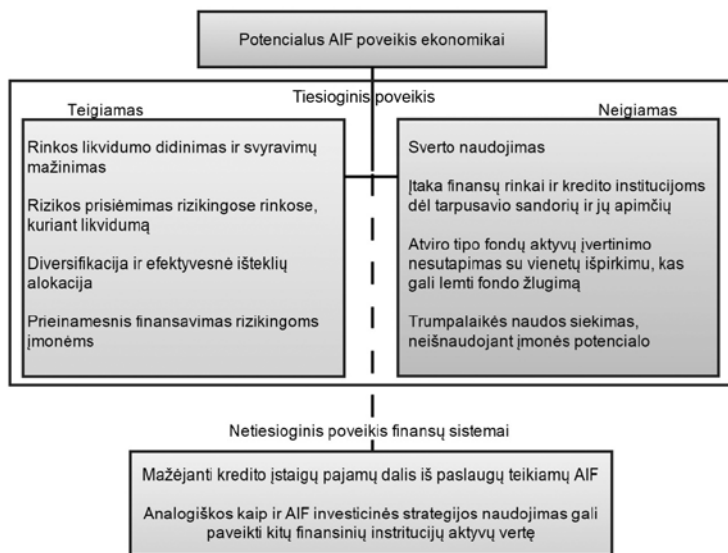 Potencialus AIF poveikis ekonomikai
Tiesioginis poveikis
Teigiamas
Rinkos likvidumo didinimas ir svyravimų
mažinimas
Rizikos prisiėmimas rizikingose rinkose,
kuriant likvidumą
Diversifikacija ir efektyvesnė išteklių
alokacija
Prieinamesnis finansavimas rizikingoms
įmonėms
Neigiamas
Sverto naudojimas
Įtaka finansų rinkai ir kredito institucijoms
dėl tarpusavio sandorių ir jų apimčių
Atviro tipo fondų aktyvų įvertinimo
nesutapimas su vienetų išpirkimu, kas
gali lemti fondo žlugimą
Trumpalaikės naudos siekimas,
neišnaudojant įmonės potencialo
Netiesioginis poveikis finansų sistemai
Mažėjanti kredito įstaigų pajamų dalis iš paslaugų teikiamų AIF
Analogiškos kaip ir AIF investicinės strategijos naudojimas gali
paveikti kitų finansinių instritucijų aktyvų vertę